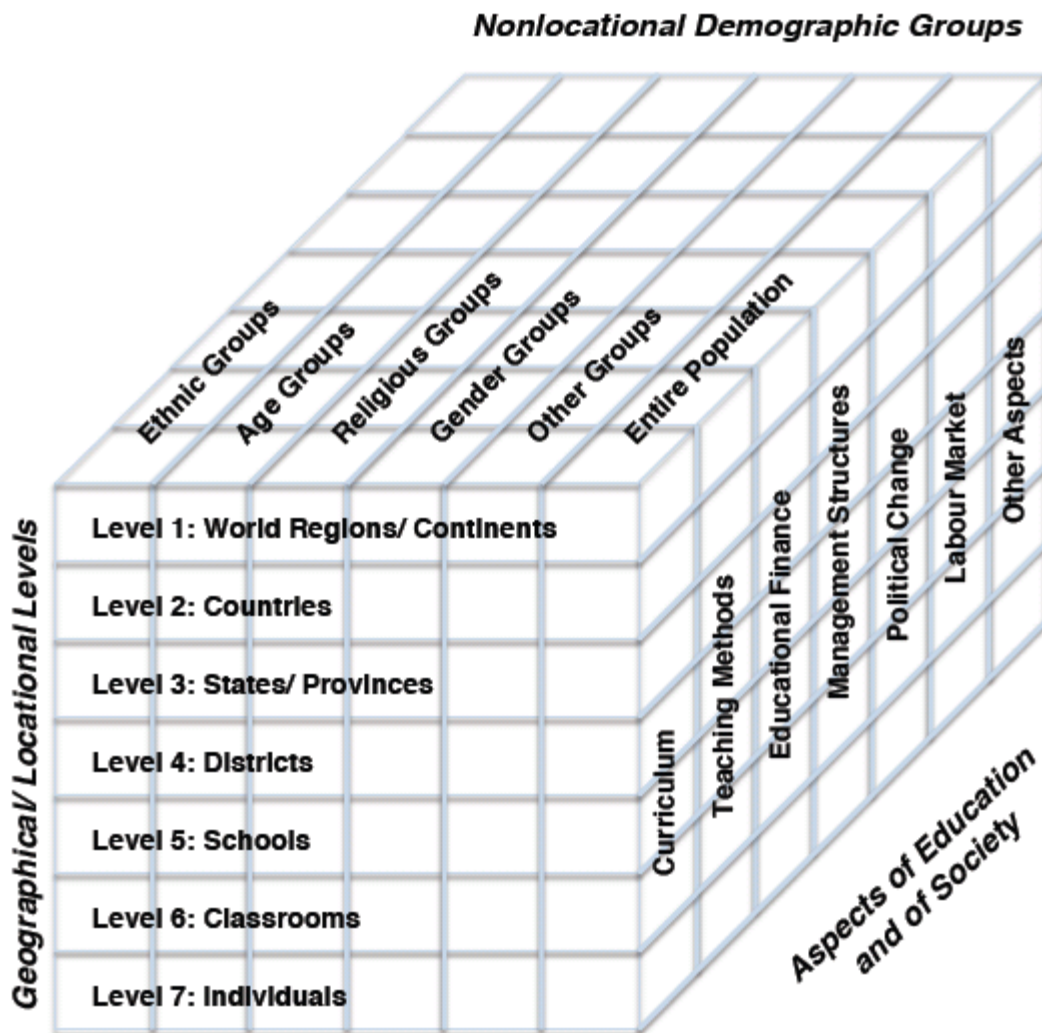 Nonlocational Demographic Groups
Ethnic Groups
Age Groups
Religious Groups
Gender Groups
Other Groups
Entire Population
Geographical/ Locational Levels
Level 1: World Regions/ Continents
Level 2: Countries
Level 3: States/ Provinces
Level 4: Districts
Level 5: Schools
Level 6: Classrooms
Level 7: Individuals
Curriculum
Teaching Methods
Educational Finance
Management Structures
Political Change
Labour Market
Other Aspects
Aspects of Education
and of Society